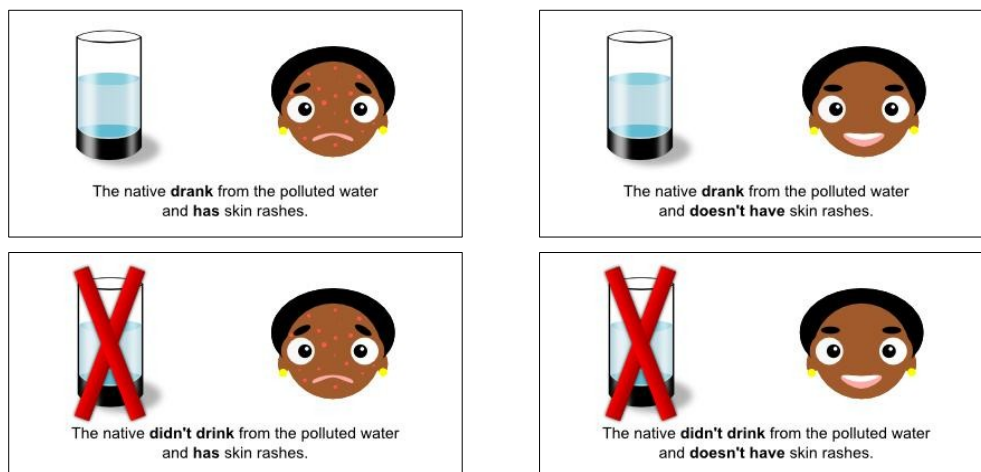 The native drank from the polluted water
and has skin rashes.
The native drank from the polluted water
and doesn't have skin rashes.
The native didn't drink from the polluted water
and has skin rashes.
The native didn't drink from the polluted water
and doesn't have skin rashes.